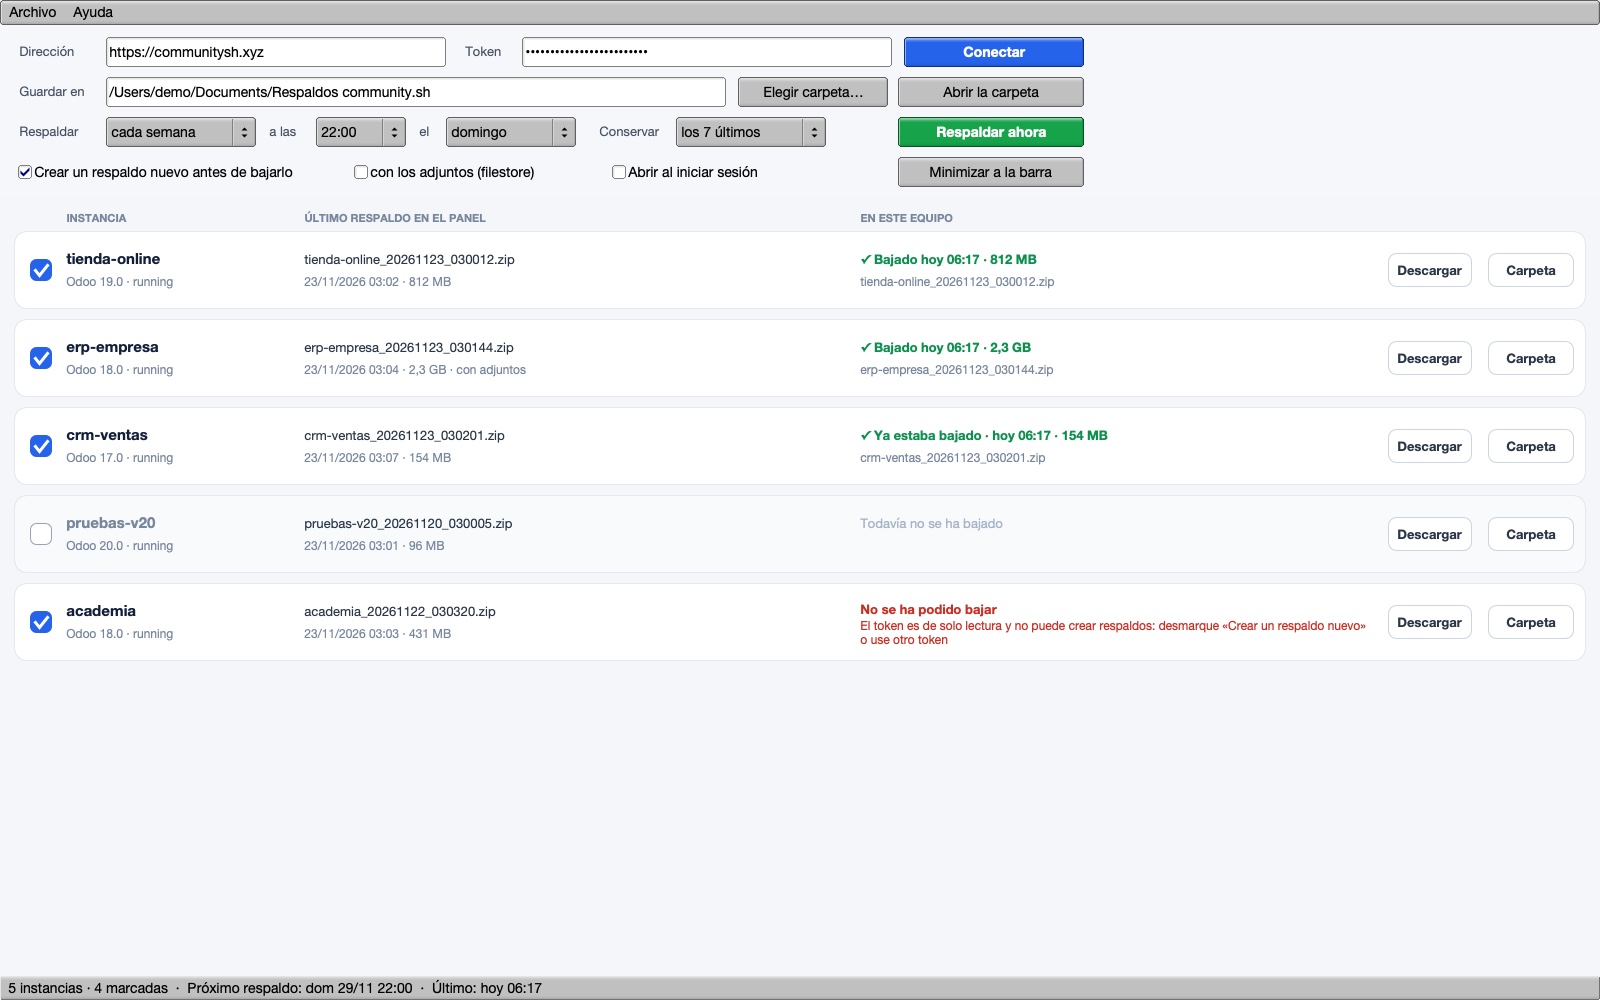 Archivo Ayuda
Dirección https://communitysh.xyz Token ••••••••••••••••••••••••• Conectar
Guardar en /Users/demo/Documents/Respaldos community.sh Elegir carpeta… Abrir la carpeta
Respaldar cada semana a las 22:00 el domingo Conservar los 7 últimos Respaldar ahora
Crear un respaldo nuevo antes de bajarlo con los adjuntos (filestore) Abrir al iniciar sesión Minimizar a la barra
INSTANCIA ÚLTIMO RESPALDO EN EL PANEL EN ESTE EQUIPO
tienda-online tienda-online_20261123_030012.zip ✓ Bajado hoy 06:17 · 812 MB
Odoo 19.0 · running 23/11/2026 03:02 · 812 MB tienda-online_20261123_030012.zip
Descargar Carpeta
erp-empresa erp-empresa_20261123_030144.zip ✓ Bajado hoy 06:17 · 2,3 GB
Odoo 18.0 · running 23/11/2026 03:04 · 2,3 GB · con adjuntos erp-empresa_20261123_030144.zip
Descargar Carpeta
crm-ventas crm-ventas_20261123_030201.zip ✓ Ya estaba bajado · hoy 06:17 · 154 MB
Odoo 17.0 · running 23/11/2026 03:07 · 154 MB crm-ventas_20261123_030201.zip
Descargar Carpeta
pruebas-v20 pruebas-v20_20261120_030005.zip Todavía no se ha bajado
Odoo 20.0 · running 23/11/2026 03:01 · 96 MB
Descargar Carpeta
academia academia_20261122_030320.zip No se ha podido bajar
Odoo 18.0 · running 23/11/2026 03:03 · 431 MB El token es de solo lectura y no puede crear respaldos: desmarque «Crear un respaldo nuevo»
o use otro token
Descargar Carpeta
5 instancias · 4 marcadas · Próximo respaldo: dom 29/11 22:00 · Último: hoy 06:17